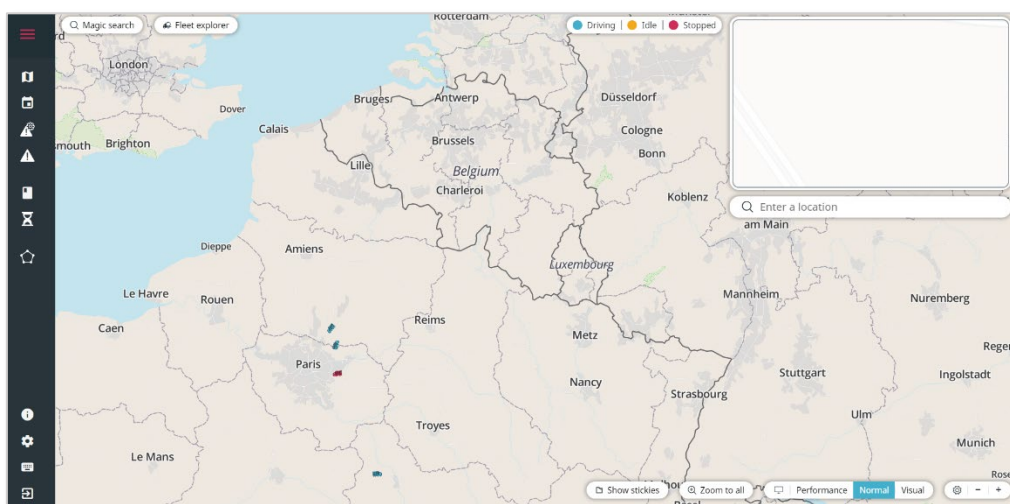 Magic search
Fleet explorer
Driving
Idle
Stopped
Rotterdam
London
Dover
Bruges
Antwerp
Düsseldorf
Calais
Cologne
Brighton
Brussels
Bonn
Lille
Belgium
Charleroi
Koblenz
Enter a location
am Main
Dieppe
Amiens
Luxembourg
Le Havre
Rouen
Mannheim
Nuremberg
Caen
Reims
Metz
Paris
Stuttgart
Ingolstadt
Nancy
Strasbourg
Ulm
Troyes
Munich
Le Mans
Show stickies
Zoom to all
Performance
Normal
Visual